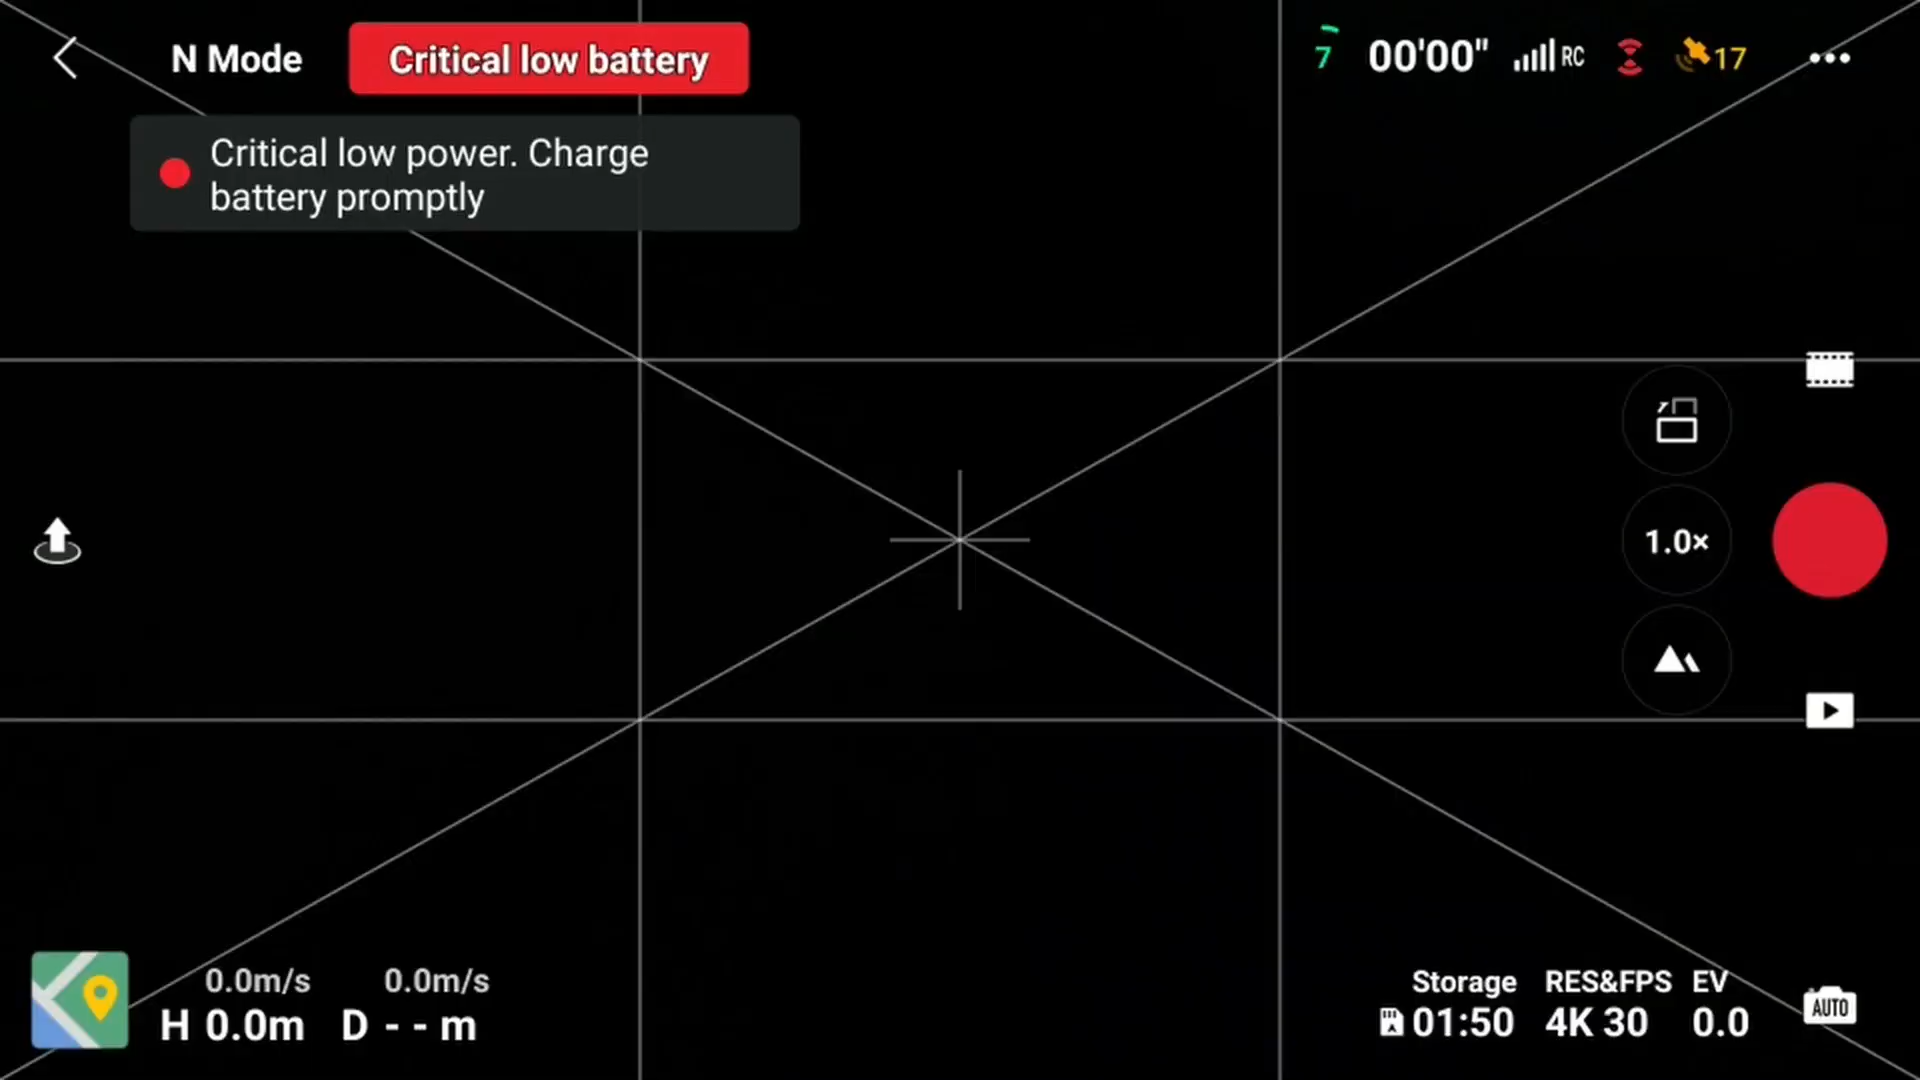 N Mode
Critical low battery
7
00'00"
RC
17
Critical low power. Charge
battery promptly
1.0×
0.0m/s
0.0m/s
H 0.0m
D - - m
Storage
RES&FPS
EV
01:50
4K 30
0.0
AUTO